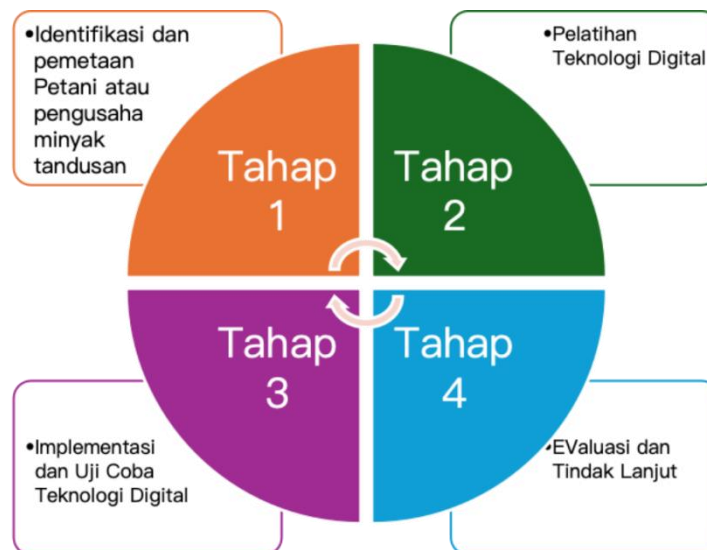 •Identifikasi dan
pemetaan
Petani atau
pengusaha
minyak
tandusan
Tahap
1
•Pelatihan
Teknologi Digital
Tahap
2
•Implementasi
dan Uji Coba
Teknologi Digital
Tahap
3
•EValuasi dan
Tindak Lanjut
Tahap
4